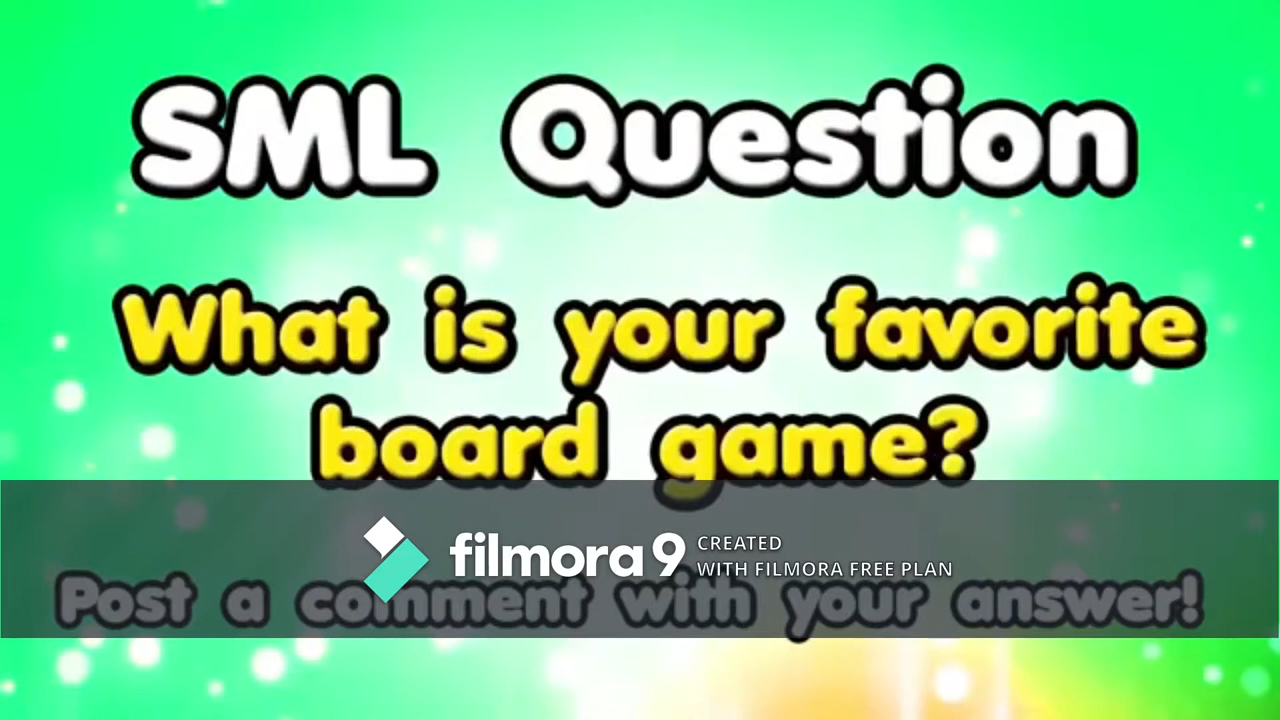 SML Question
What is your favorite
board game?
filmora9 CREATED
WITH FILMORA FREE PLAN
Post a comment with your answer!